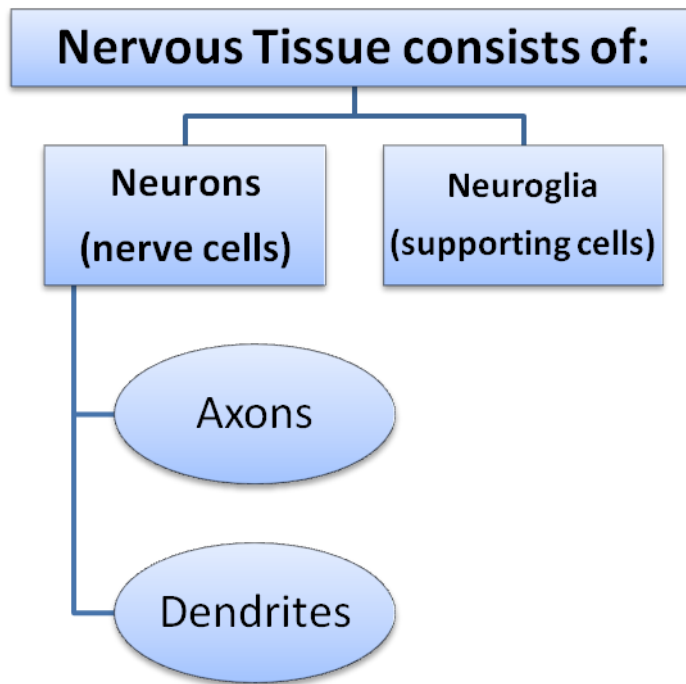 Nervous Tissue consists of:
Neurons
(nerve cells)
Neuroglia
(supporting cells)
Axons
Dendrites